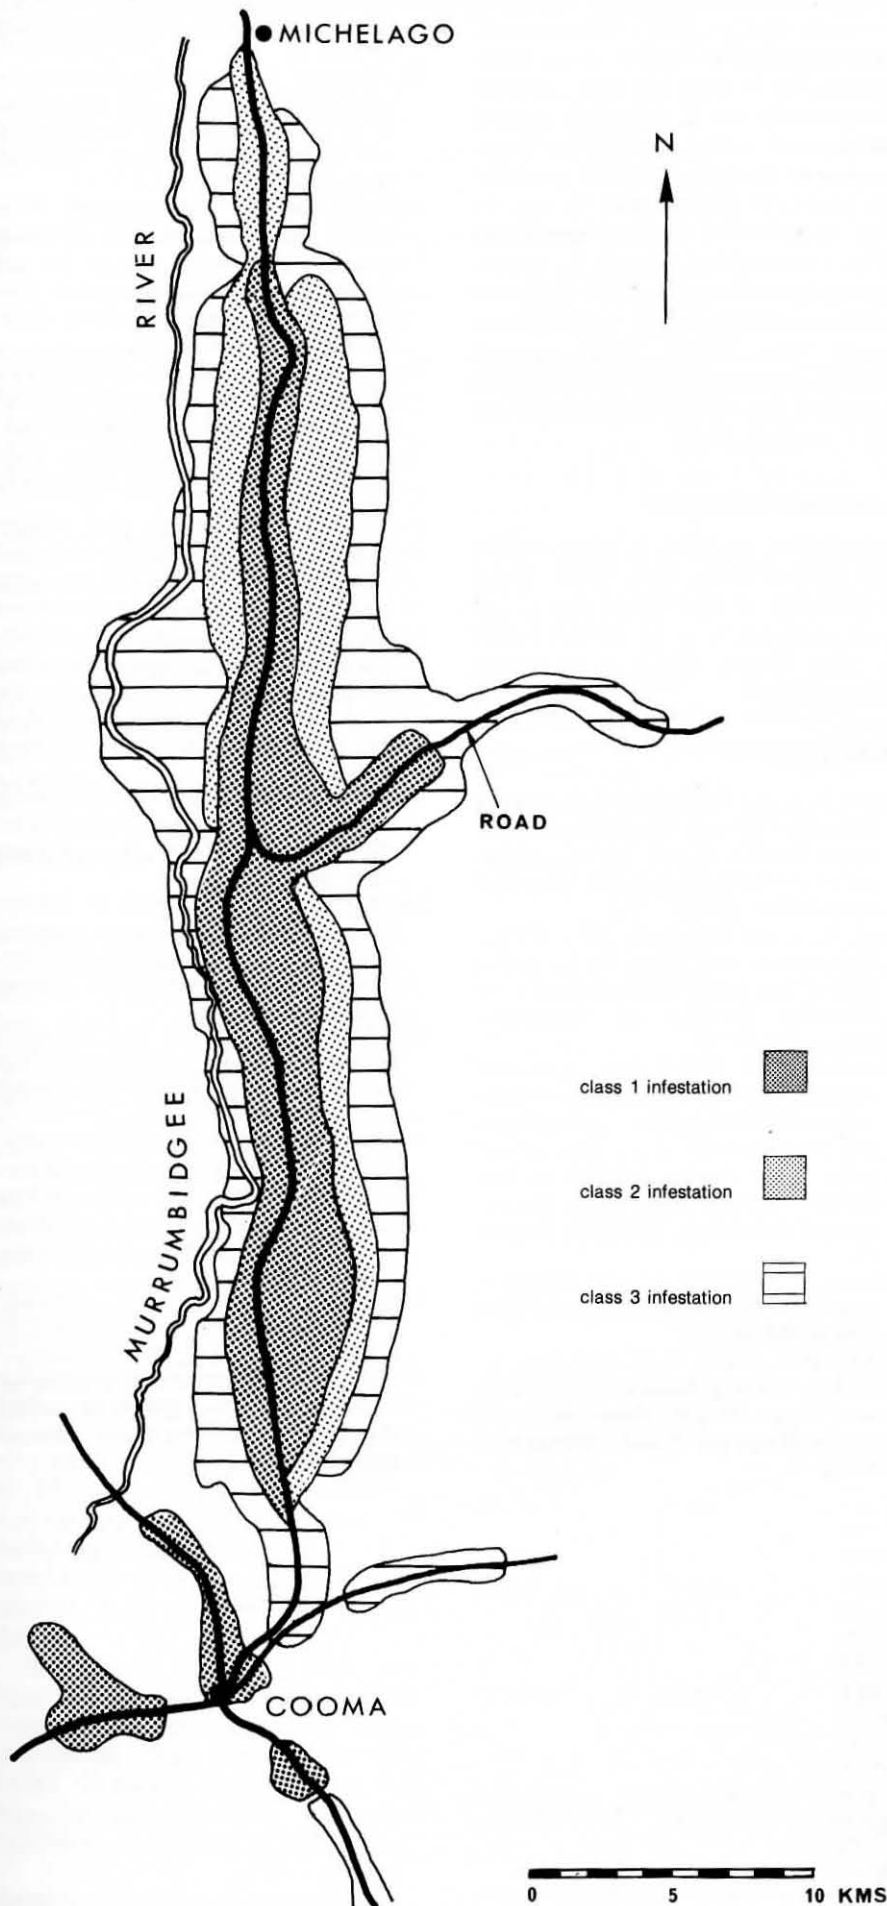 MICHELAGO
N
RIVER
ROAD
class 1 infestation
MURRUMBIDGEE
class 2 infestation
class 3 infestation
COOMA
0 5 10 KMS